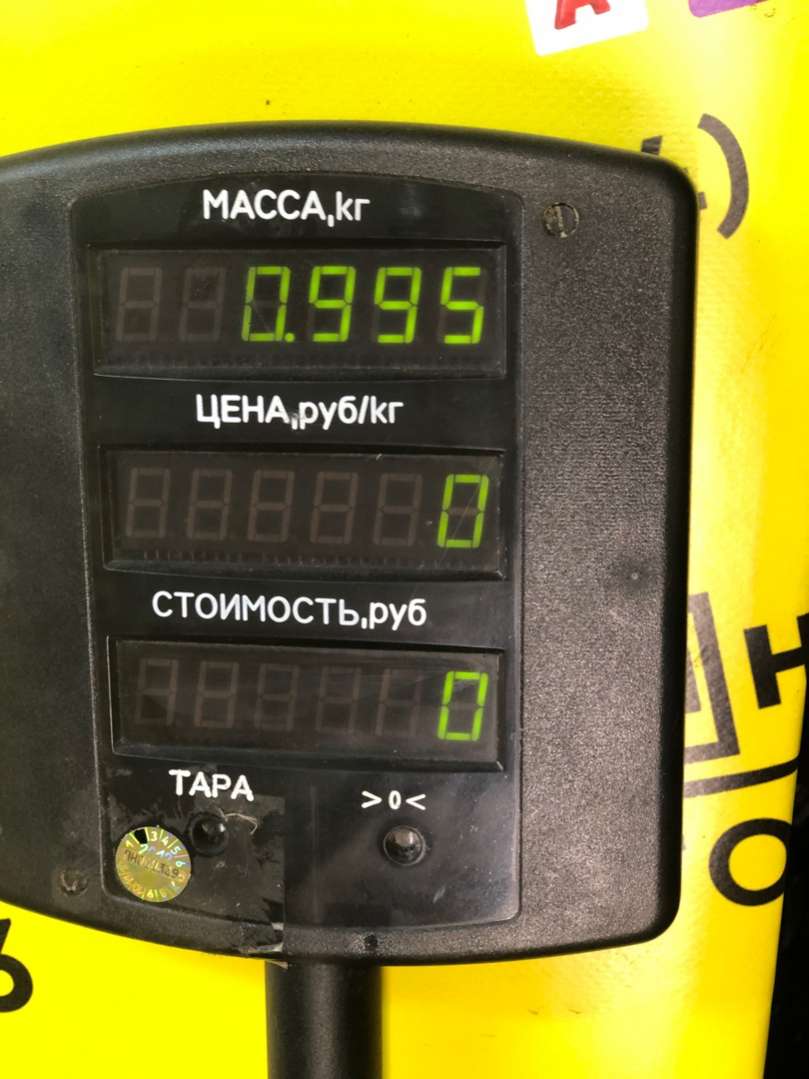 А
МАССА,кг
0.995
ЦЕНА,руб/кг
0
СТОИМОСТЬ,руб
0
ТАРА >0<